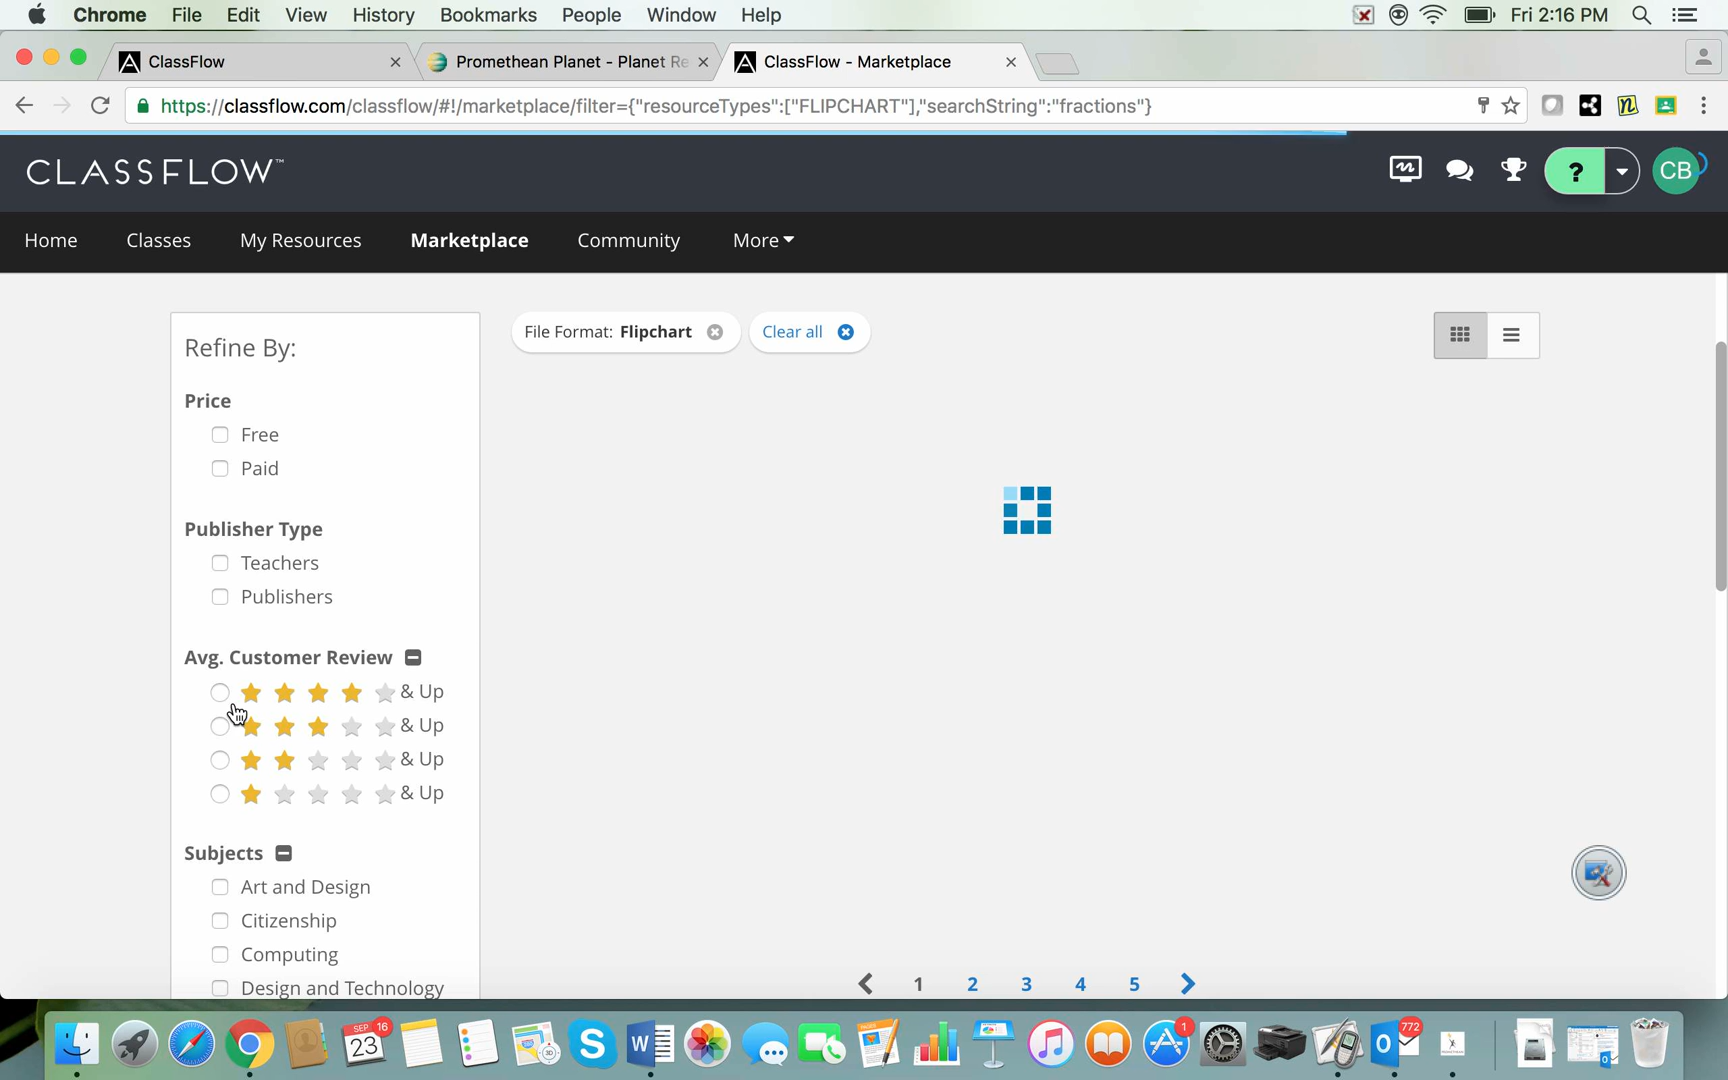 Chrome File Edit View History Bookmarks People Window Help Fri 2:16 PM
ClassFlow Promethean Planet - Planet Re ClassFlow - Marketplace
https://classflow.com/classflow/#!/marketplace/filter={"resourceTypes":["FLIPCHART"],"searchString":"fractions"}
CLASSFLOW™ ? CB
Home Classes My Resources Marketplace Community More
Refine By:
File Format: Flipchart Clear all
Price
Free
Paid
Publisher Type
Teachers
Publishers
Avg. Customer Review
& Up
& Up
& Up
& Up
Subjects
Art and Design
Citizenship
Computing
Design and Technology
1 2 3 4 5
SEP 16
23
1
772